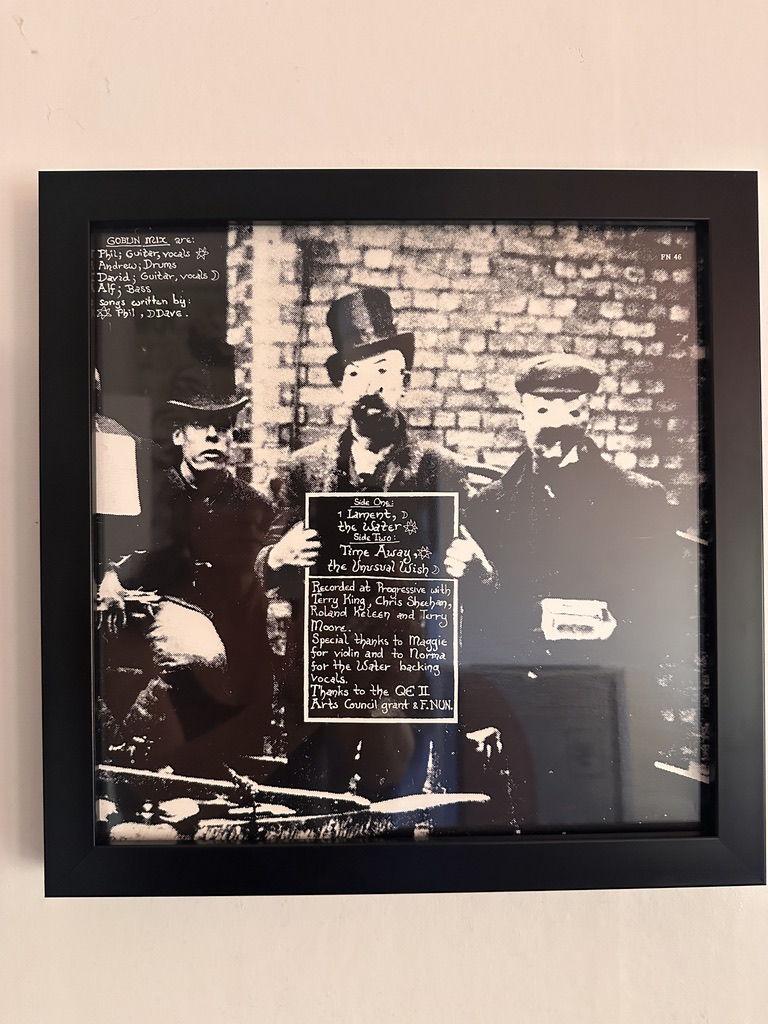 GOBLIN MIX are:
Phil; Guitar, vocals ☼
Andrew; Drums
David; Guitar, vocals ☽
Alf; Bass
songs written by:
☼ Phil, ☽Dave.
FN 46
Side One:
1 Lament, ☽
the Water ☼
Side Two:
Time Away, ☼
the Unusual Wish ☽
Recorded at Progressive with
Terry King, Chris Sheehan,
Roland Keleen and Terry
Moore.
Special thanks to Maggie
for violin and to Norma
for the Water backing
vocals.
Thanks to the QE II
Arts Council grant & F.NUN.